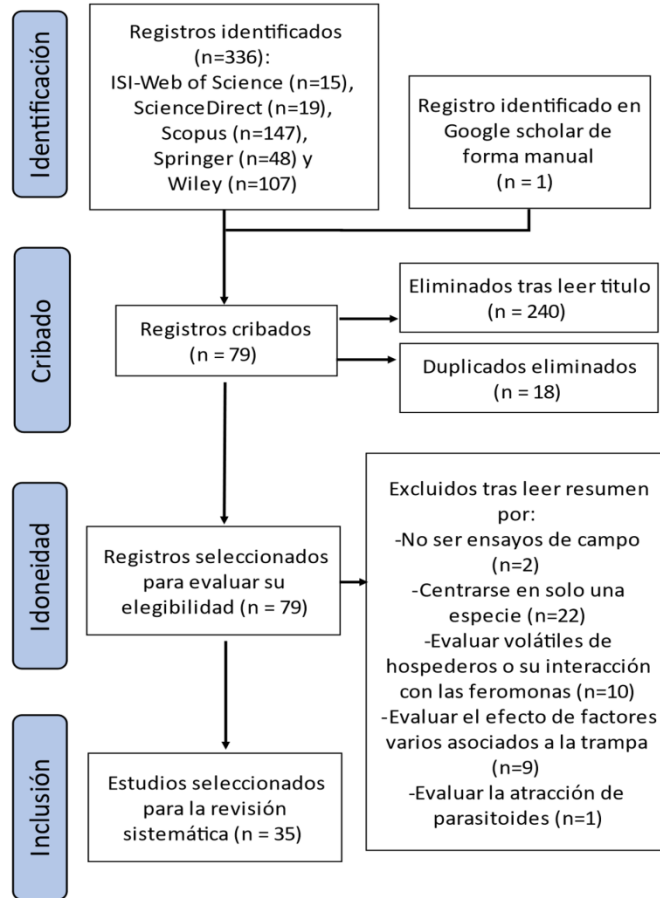 Identificación
Registros identificados
(n=336):
ISI-Web of Science (n=15),
ScienceDirect (n=19),
Scopus (n=147),
Springer (n=48) y
Wiley (n=107)
Registro identificado en
Google scholar de
forma manual
(n = 1)
Cribado
Registros cribados
(n = 79)
Eliminados tras leer titulo
(n = 240)
Duplicados eliminados
(n = 18)
Idoneidad
Registros seleccionados
para evaluar su
elegibilidad (n = 79)
Excluidos tras leer resumen
por:
-No ser ensayos de campo
(n=2)
-Centrarse en solo una
especie (n=22)
-Evaluar volátiles de
hospederos o su interacción
con las feromonas (n=10)
-Evaluar el efecto de factores
varios asociados a la trampa
(n=9)
-Evaluar la atracción de
parasitoides (n=1)
Inclusión
Estudios seleccionados
para la revisión
sistemática (n = 35)